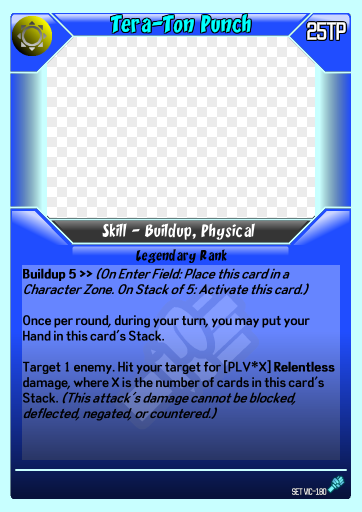 Tera-Ton Punch
25TP
Skill - Buildup, Physical
Legendary Rank
Buildup 5 >> (On Enter Field: Place this card in a
Character Zone. On Stack of 5: Activate this card.)
Once per round, during your turn, you may put your
Hand in this card's Stack.
Target 1 enemy. Hit your target for [PLV*X] Relentless
damage, where X is the number of cards in this card's
Stack. (This attack's damage cannot be blocked,
deflected, negated, or countered.)
SET VIC-180